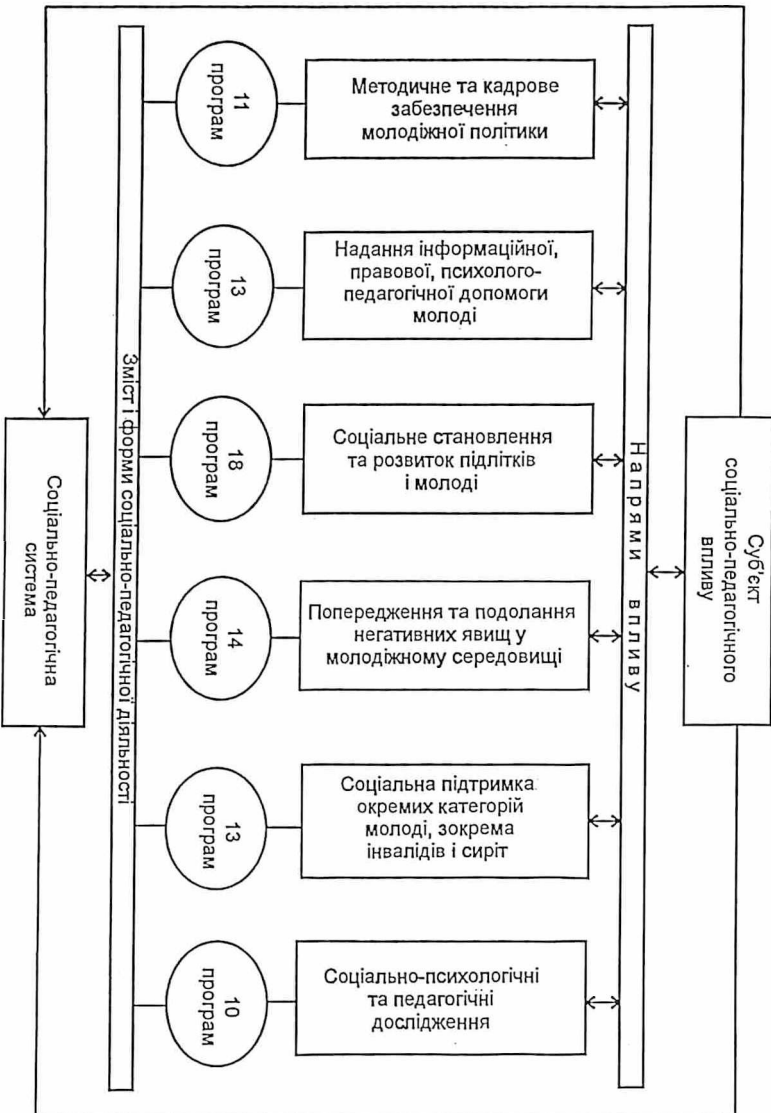 Суб'єкт
соціально-педагогічного
впливу
Напрями впливу
Методичне та кадрове
забезпечення
молодіжної політики
11
програм
Надання інформаційної,
правової, психолого-
педагогічної допомоги
молоді
13
програм
Соціальне становлення
та розвиток підлітків
і молоді
18
програм
Попередження та подолання
негативних явищ у
молодіжному середовищі
14
програм
Соціальна підтримка
окремих категорій
молоді, зокрема
інвалідів і сиріт
13
програм
Соціально-психологічні
та педагогічні
дослідження
10
програм
Зміст і форми соціально-педагогічної діяльності
Соціально-педагогічна
система